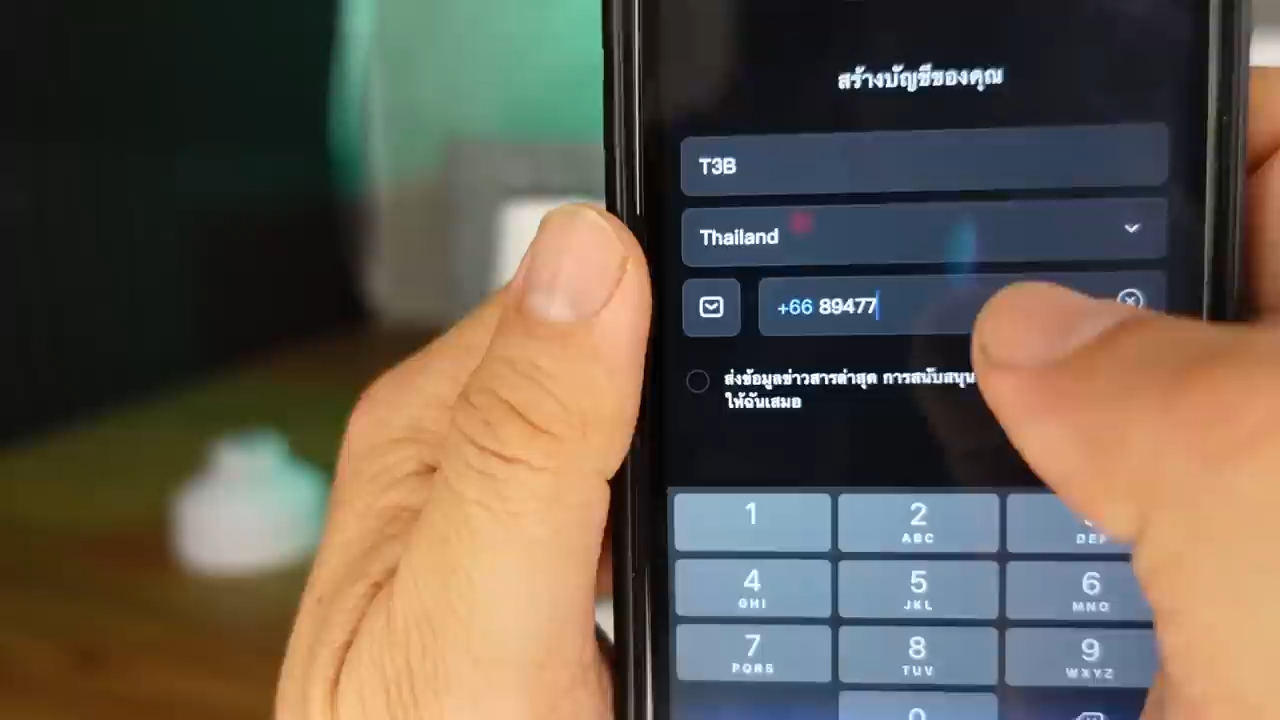 สร้างบัญชีของคุณ
T3B
Thailand
+66 89477
ส่งข้อมูลข่าวสารล่าสุด การสนับสนุน
ให้ฉันเสมอ
1
2
ABC
DEF
4
GHI
5
JKL
6
MNO
7
PQRS
8
TUV
9
WXYZ
0